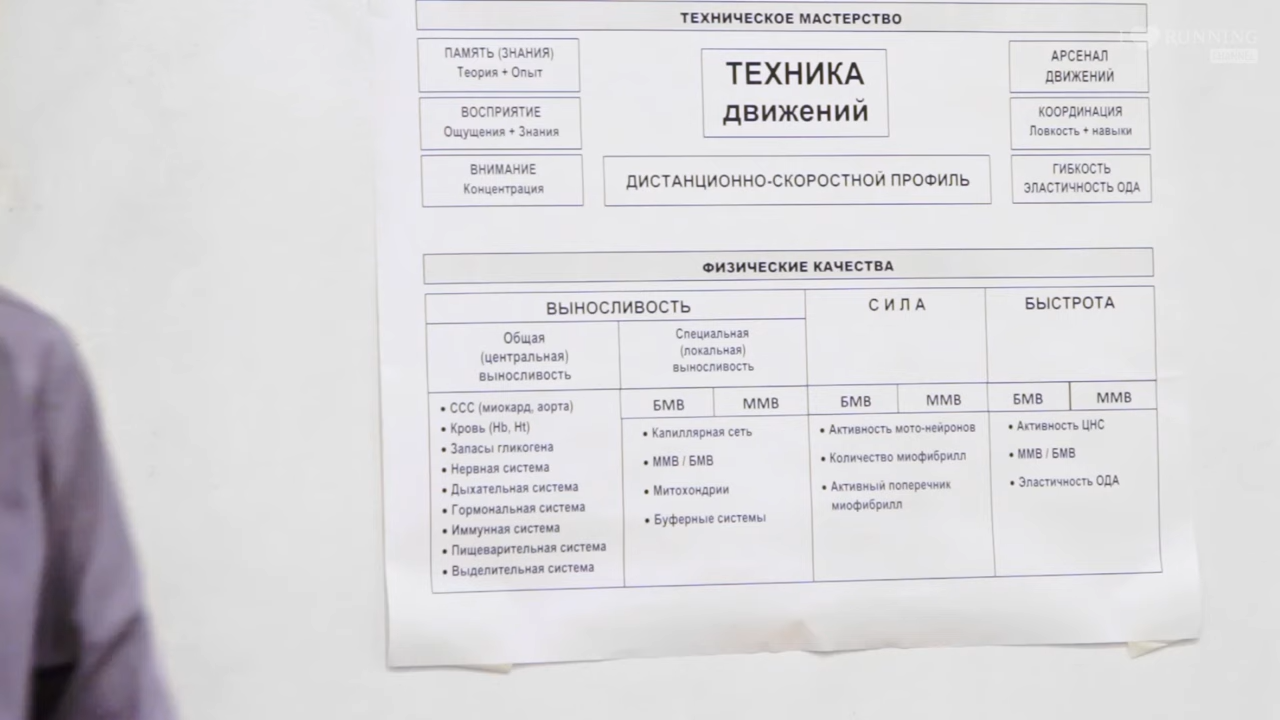 ТЕХНИЧЕСКОЕ МАСТЕРСТВО
ПАМЯТЬ (ЗНАНИЯ)
Теория + Опыт
ВОСПРИЯТИЕ
Ощущения + Знания
ВНИМАНИЕ
Концентрация
ТЕХНИКА
движений
ДИСТАНЦИОННО-СКОРОСТНОЙ ПРОФИЛЬ
АРСЕНАЛ
ДВИЖЕНИЙ
КООРДИНАЦИЯ
Ловкость + навыки
ГИБКОСТЬ
ЭЛАСТИЧНОСТЬ ОДА
RUNNING
ФИЗИЧЕСКИЕ КАЧЕСТВА
ВЫНОСЛИВОСТЬ
Общая
(центральная)
выносливость
• ССС (миокард, аорта)
• Кровь (Hb, Ht)
• Запасы гликогена
• Нервная система
• Дыхательная система
• Гормональная система
• Иммунная система
• Пищеварительная система
• Выделительная система
Специальная
(локальная)
выносливость
БМВ ММВ
• Капиллярная сеть
• ММВ / БМВ
• Митохондрии
• Буферные системы
С И Л А
БМВ ММВ
• Активность мото-нейронов
• Количество миофибрилл
• Активный поперечник
миофибрилл
БЫСТРОТА
БМВ ММВ
• Активность ЦНС
• ММВ / БМВ
• Эластичность ОДА